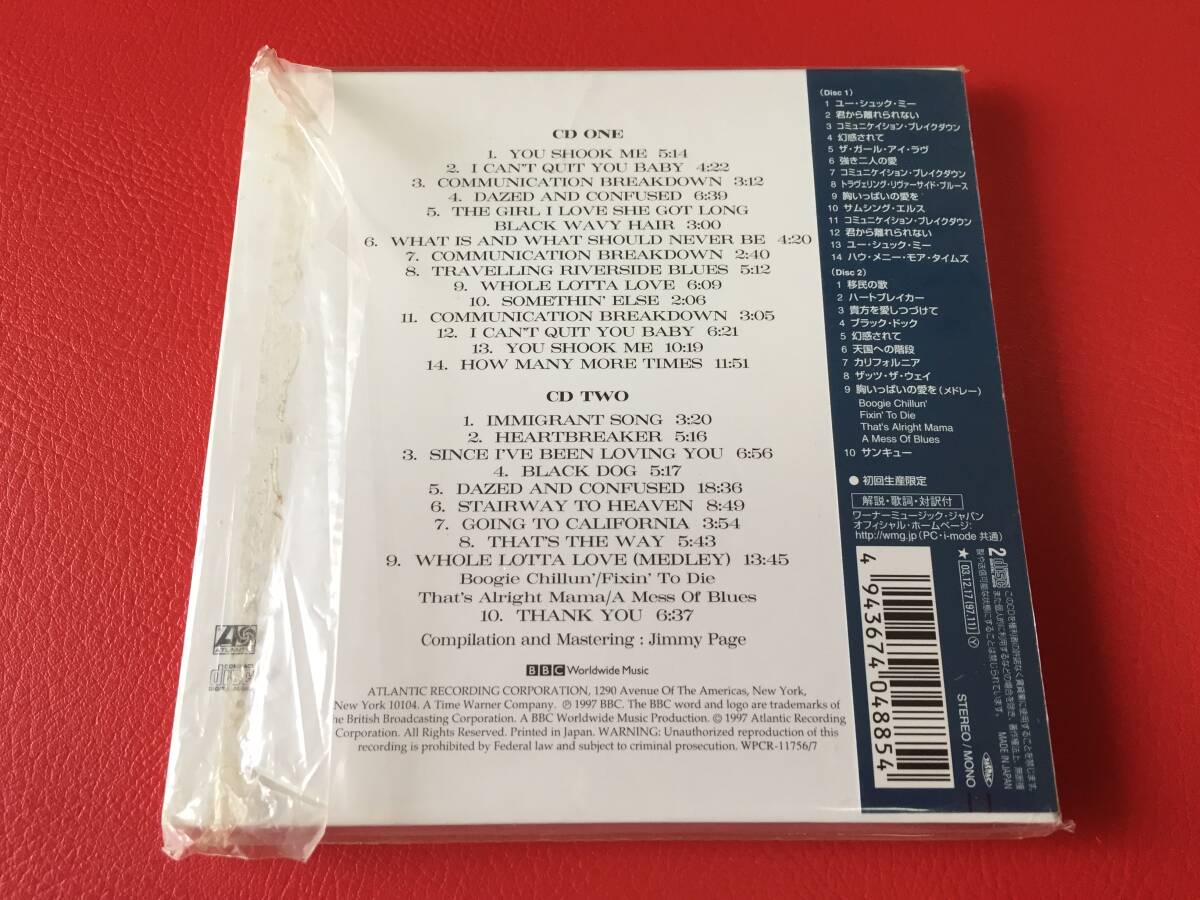 CD ONE
1. YOU SHOOK ME 5:14
2. I CAN'T QUIT YOU BABY 4:22
3. COMMUNICATION BREAKDOWN 3:12
4. DAZED AND CONFUSED 6:39
5. THE GIRL I LOVE SHE GOT LONG
BLACK WAVY HAIR 3:00
6. WHAT IS AND WHAT SHOULD NEVER BE 4:20
7. COMMUNICATION BREAKDOWN 2:40
8. TRAVELLING RIVERSIDE BLUES 5:12
9. WHOLE LOTTA LOVE 6:09
10. SOMETHIN' ELSE 2:06
11. COMMUNICATION BREAKDOWN 3:05
12. I CAN'T QUIT YOU BABY 6:21
13. YOU SHOOK ME 10:19
14. HOW MANY MORE TIMES 11:51
CD TWO
1. IMMIGRANT SONG 3:20
2. HEARTBREAKER 5:16
3. SINCE I'VE BEEN LOVING YOU 6:56
4. BLACK DOG 5:17
5. DAZED AND CONFUSED 18:36
6. STAIRWAY TO HEAVEN 8:49
7. GOING TO CALIFORNIA 3:54
8. THAT'S THE WAY 5:43
9. WHOLE LOTTA LOVE (MEDLEY) 13:45
Boogie Chillun'/Fixin' To Die
That's Alright Mama/A Mess Of Blues
10. THANK YOU 6:37
Compilation and Mastering : Jimmy Page
BBC Worldwide Music
ATLANTIC RECORDING CORPORATION, 1290 Avenue Of The Americas, New York,
New York 10104. A Time Warner Company. ℗ 1997 BBC. The BBC word and logo are trademarks of
the British Broadcasting Corporation. A BBC Worldwide Music Production. © 1997 Atlantic Recording
Corporation. All Rights Reserved. Printed in Japan. WARNING: Unauthorized reproduction of this
recording is prohibited by Federal law and subject to criminal prosecution. WPCR-11756/7
ATLANTIC
COMPACT
disc
DIGITAL AUDIO
(Disc 1)
1 ユー・シュック・ミー
2 君から離れられない
3 コミュニケイション・ブレイクダウン
4 幻惑されて
5 ザ・ガール・アイ・ラヴ
6 強き二人の愛
7 コミュニケイション・ブレイクダウン
8 トラヴェリング・リヴァーサイド・ブルース
9 胸いっぱいの愛を
10 サムシング・エルス
11 コミュニケイション・ブレイクダウン
12 君から離れられない
13 ユー・シュック・ミー
14 ハウ・メニー・モア・タイムズ
(Disc 2)
1 移民の歌
2 ハートブレイカー
3 貴方を愛しつづけて
4 ブラック・ドック
5 幻惑されて
6 天国への階段
7 カリフォルニア
8 ザッツ・ザ・ウェイ
9 胸いっぱいの愛を(メドレー)
Boogie Chillun'
Fixin' To Die
That's Alright Mama
A Mess Of Blues
10 サンキュー
● 初回生産限定
解説・歌詞・対訳付
ワーナーミュージック・ジャパン
オフィシャル・ホームページ:
http://wmg.jp(PC・i-mode 共通)
4 943674 048854
2 disc
★ 03.12.17 (97.11) Ⓨ
STEREO/MONO
MADE IN JAPAN